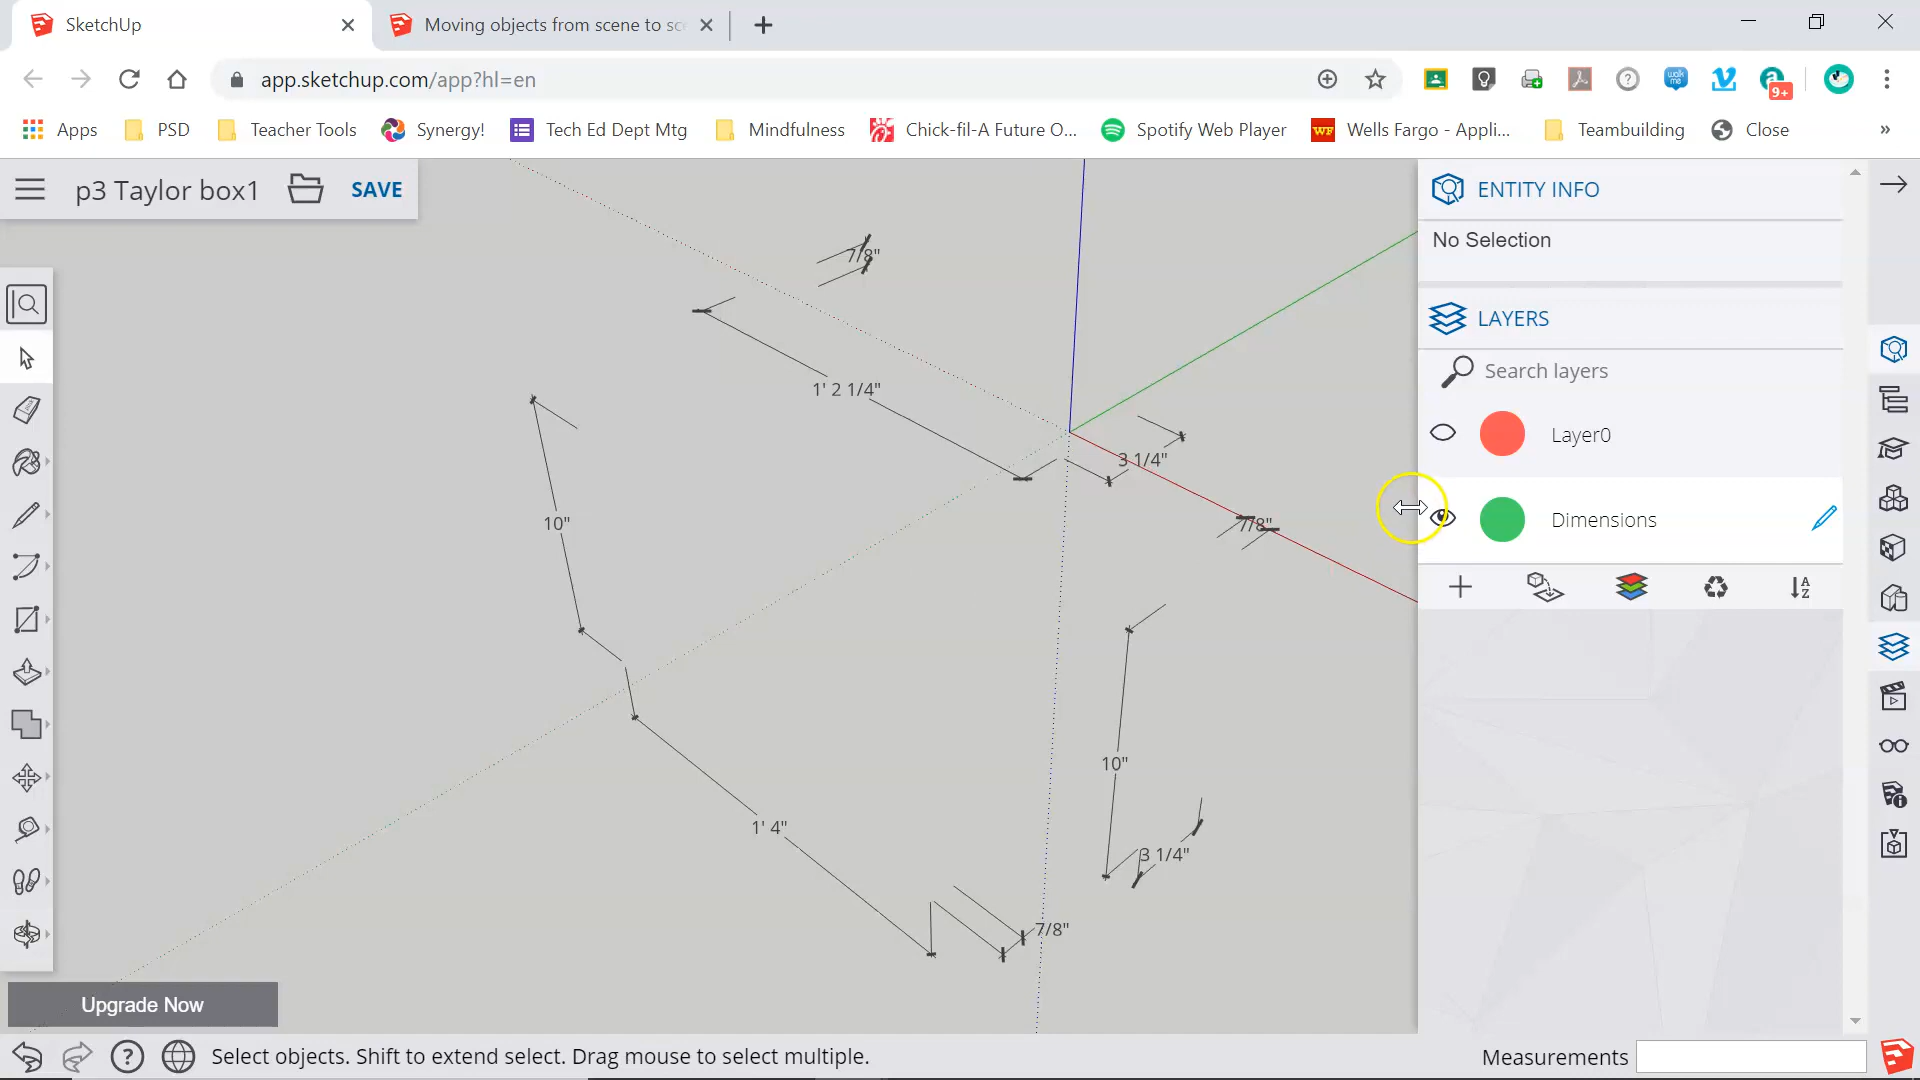 SketchUp
Moving objects from scene to sc
app.sketchup.com/app?hl=en
9+
Apps PSD Teacher Tools Synergy! Tech Ed Dept Mtg Mindfulness Chick-fil-A Future O... Spotify Web Player WF Wells Fargo - Appli... Teambuilding Close »
p3 Taylor box1 SAVE
ENTITY INFO
No Selection
LAYERS
Search layers
Layer0
Dimensions
7/8"
1' 2 1/4"
3 1/4"
10"
7/8"
10"
1' 4"
3 1/4"
7/8"
Upgrade Now
Select objects. Shift to extend select. Drag mouse to select multiple.
Measurements